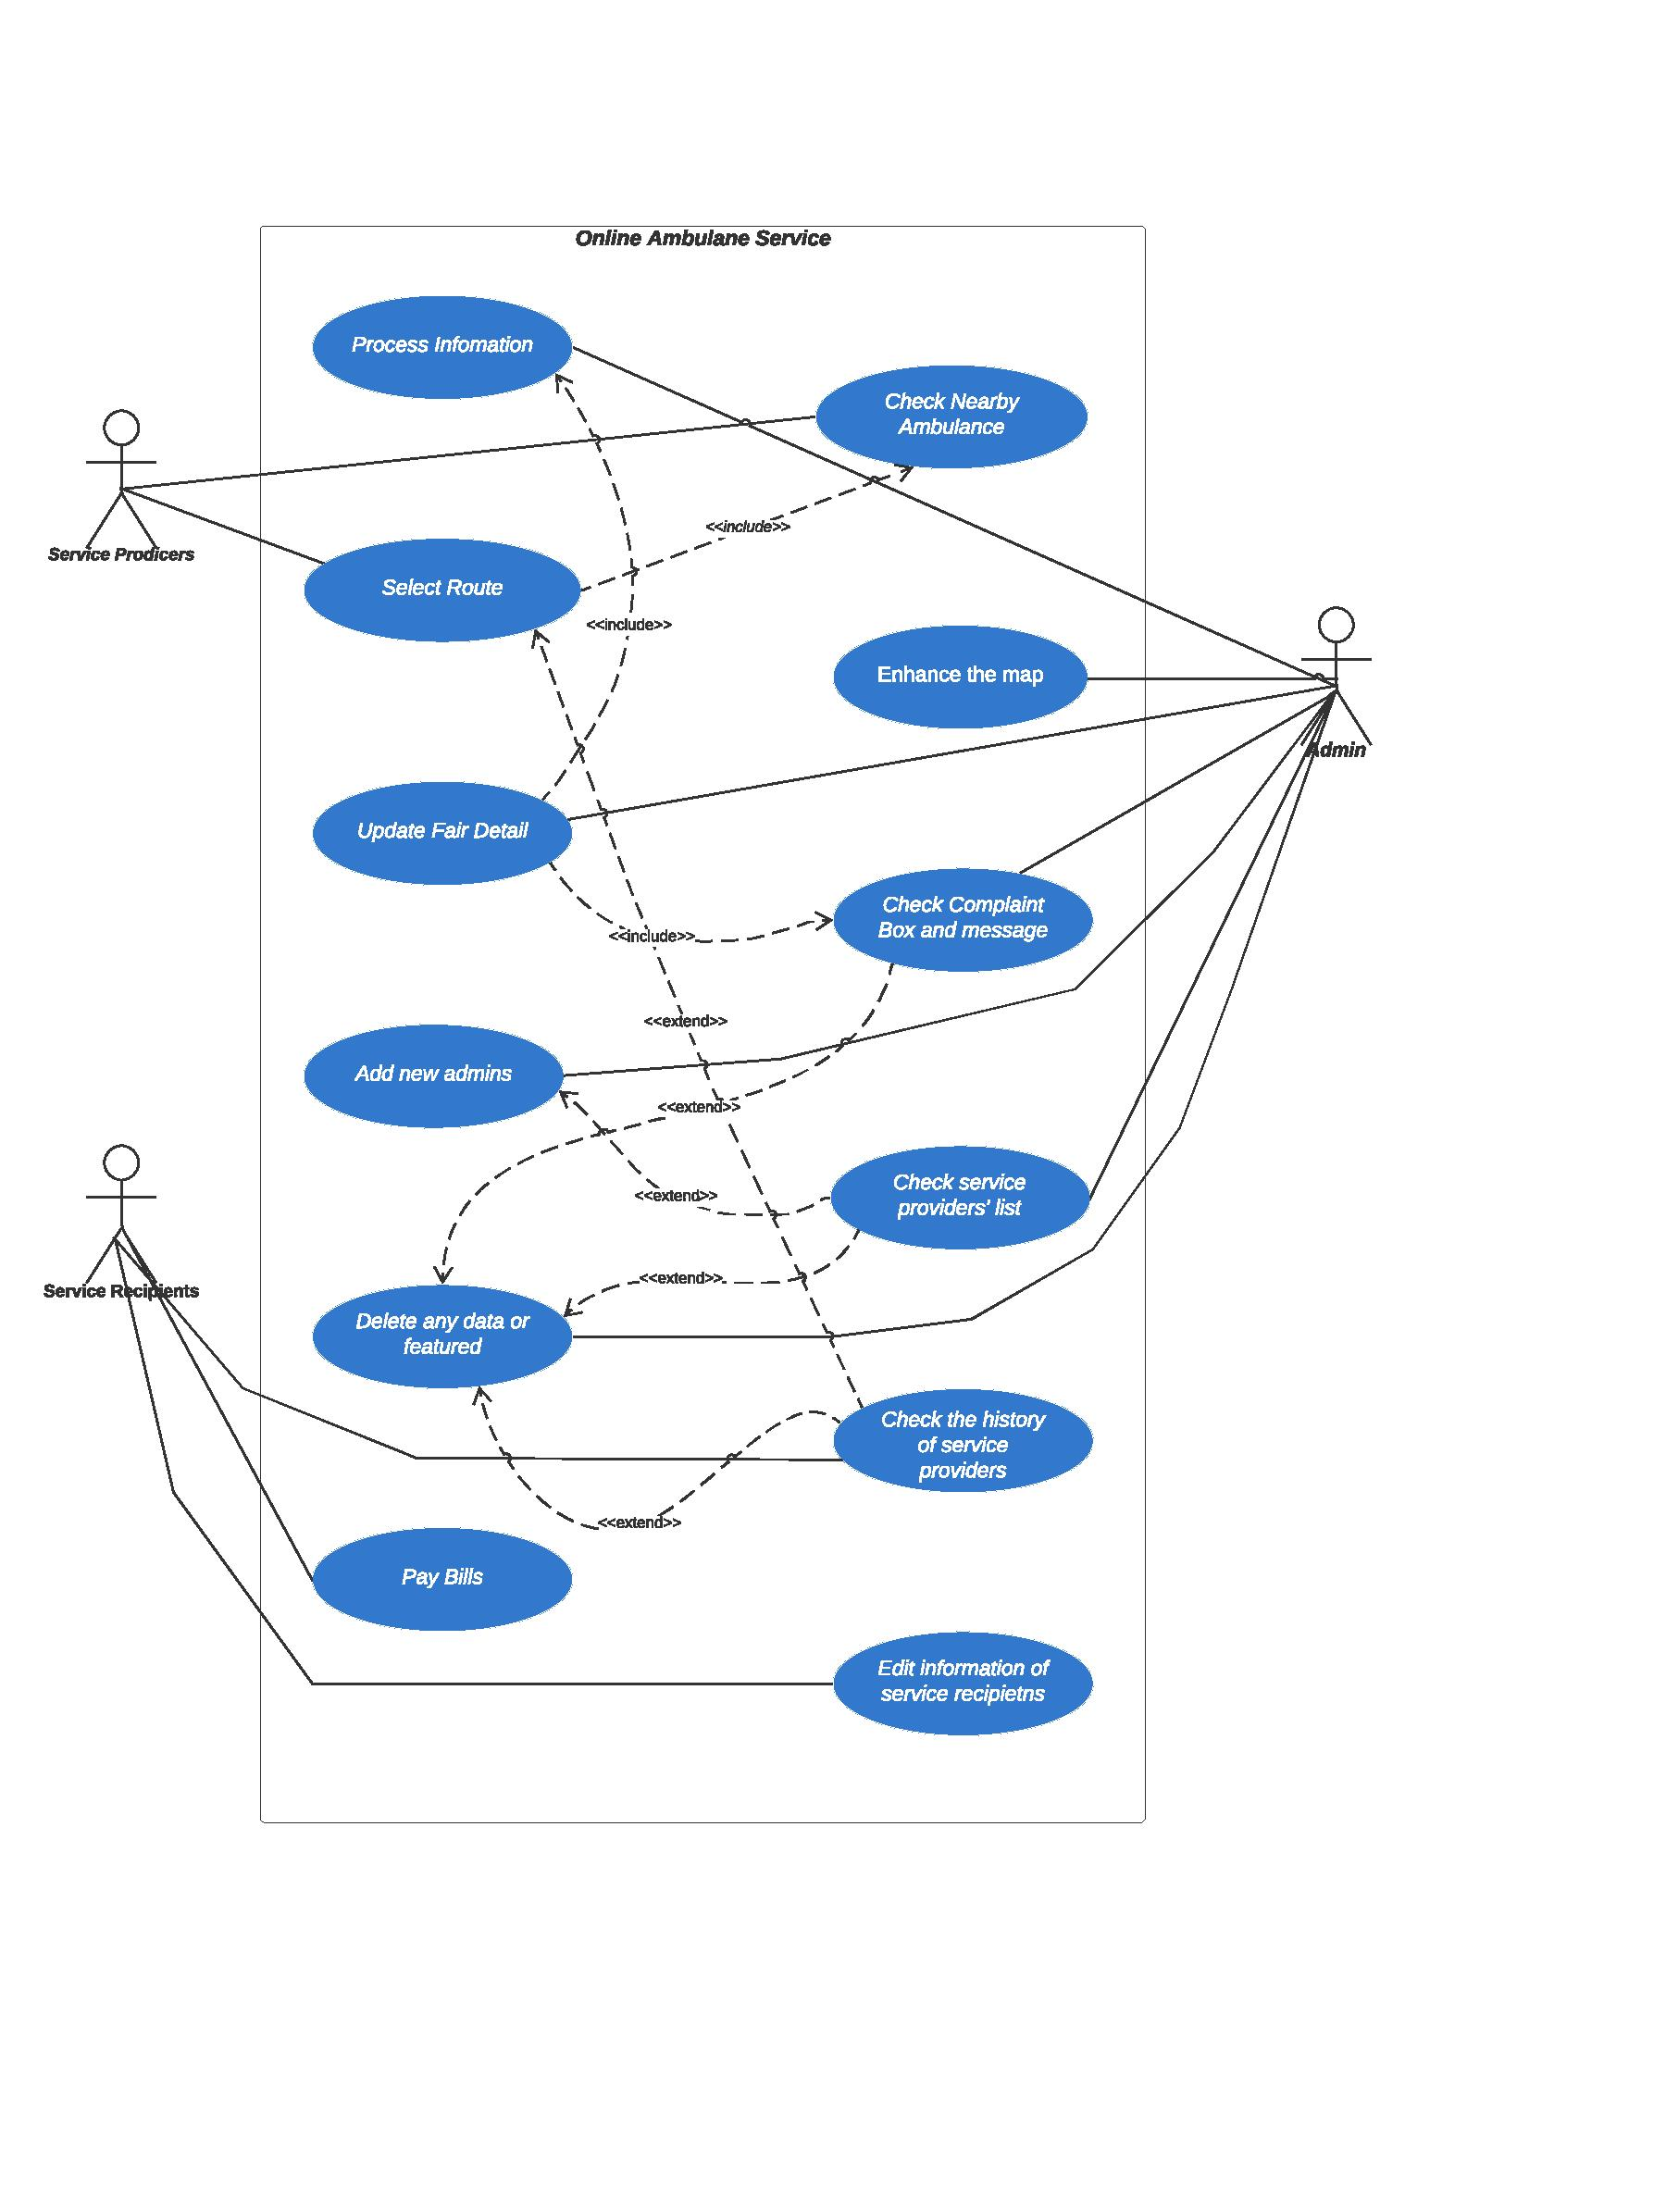 Online Ambulane Service
Process Infomation
Check Nearby
Ambulance
<<include>>
Service Prodicers
Select Route
<<include>>
Enhance the map
Admin
Update Fair Detail
Check Complaint
Box and message
<<include>>
<<extend>>
Add new admins
<<extend>>
Check service
providers' list
<<extend>>
<<extend>>
Service Recipients
Delete any data or
featured
Check the history
of service
providers
<<extend>>
Pay Bills
Edit information of
service recipietns